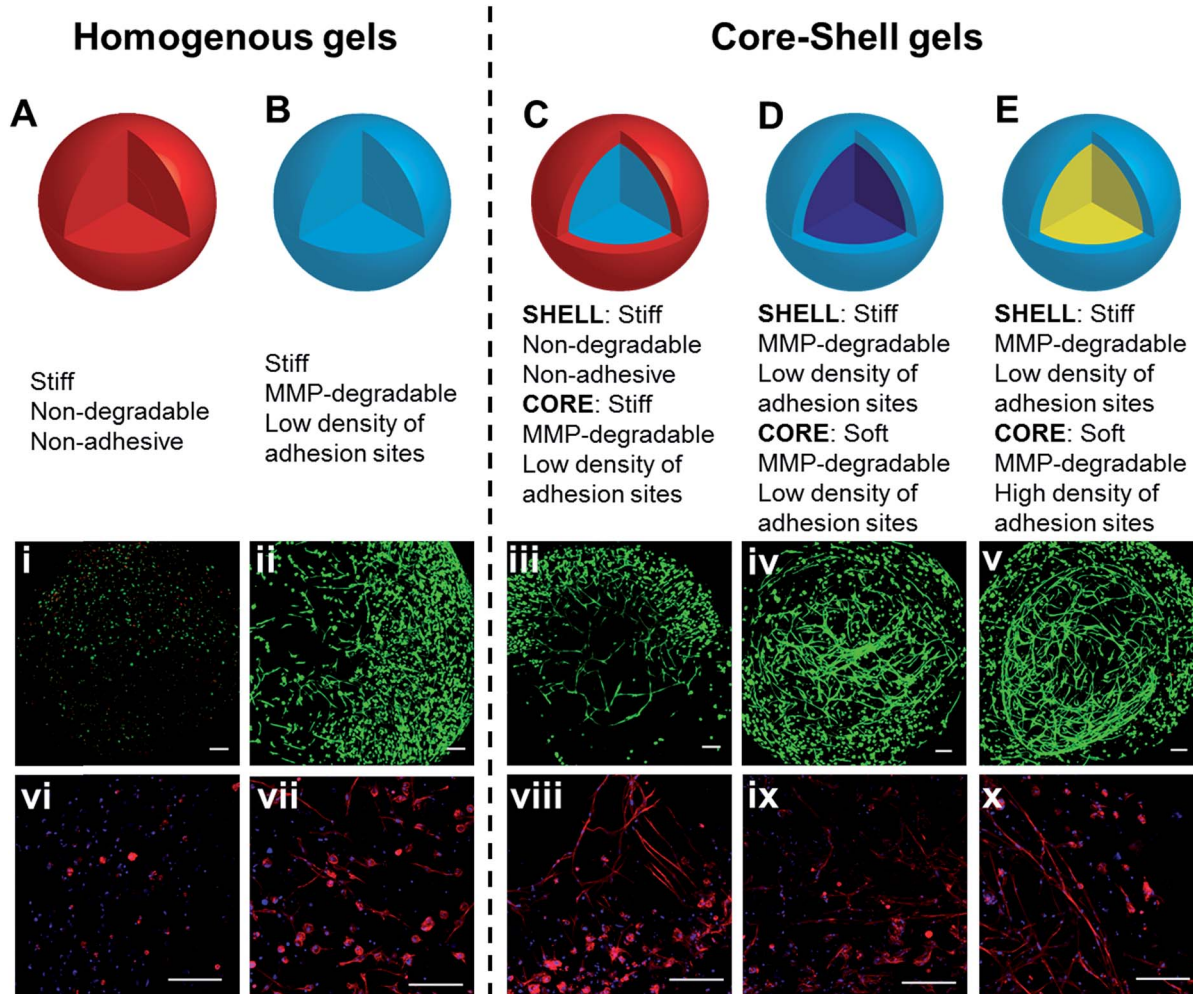 Homogenous gels
Core-Shell gels
A
B
C
D
E
Stiff
Non-degradable
Non-adhesive
Stiff
MMP-degradable
Low density of
adhesion sites
SHELL: Stiff
Non-degradable
Non-adhesive
CORE: Stiff
MMP-degradable
Low density of
adhesion sites
SHELL: Stiff
MMP-degradable
Low density of
adhesion sites
CORE: Soft
MMP-degradable
Low density of
adhesion sites
SHELL: Stiff
MMP-degradable
Low density of
adhesion sites
CORE: Soft
MMP-degradable
High density of
adhesion sites
i
ii
iii
iv
v
vi
vii
viii
ix
x